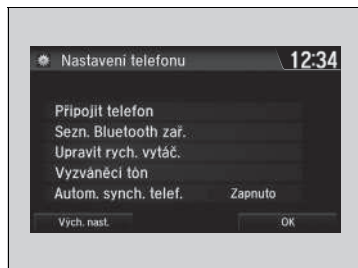 Nastavení telefonu 12:34
Připojit telefon
Sezn. Bluetooth zař.
Upravit rych. vytáč.
Vyzváněcí tón
Autom. synch. telef. Zapnuto
Vých. nast. OK